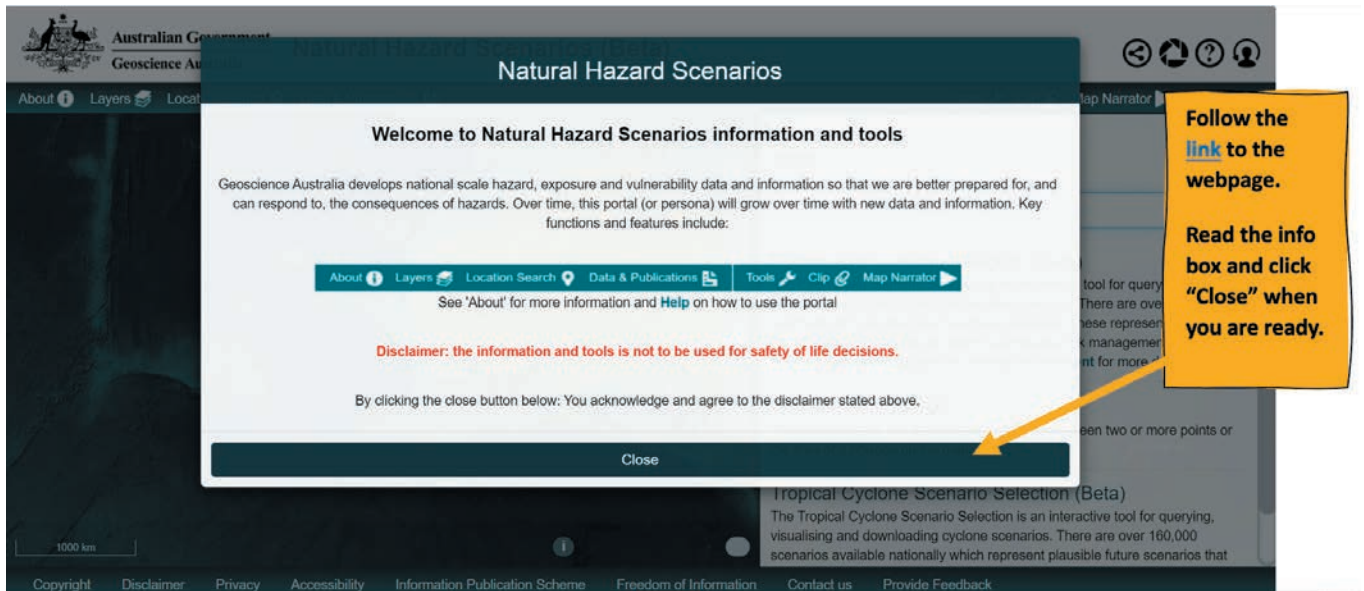 Australian Government
Geoscience Au
Natural Hazard Scenarios (Beta)
About Layers Locat
Map Narrator
Natural Hazard Scenarios
Welcome to Natural Hazard Scenarios information and tools
Geoscience Australia develops national scale hazard, exposure and vulnerability data and information so that we are better prepared for, and
can respond to, the consequences of hazards. Over time, this portal (or persona) will grow over time with new data and information. Key
functions and features include:
About Layers Location Search Data & Publications Tools Clip Map Narrator
See 'About' for more information and Help on how to use the portal
Disclaimer: the information and tools is not to be used for safety of life decisions.
By clicking the close button below: You acknowledge and agree to the disclaimer stated above.
Close
Follow the
link to the
webpage.
Read the info
box and click
“Close” when
you are ready.
tool for query
There are ove
hese represen
k managemer
nt for more d
een two or more points or
Tropical Cyclone Scenario Selection (Beta)
The Tropical Cyclone Scenario Selection is an interactive tool for querying,
visualising and downloading cyclone scenarios. There are over 160,000
scenarios available nationally which represent plausible future scenarios that
1000 km
Copyright Disclaimer Privacy Accessibility Information Publication Scheme Freedom of Information Contact us Provide Feedback